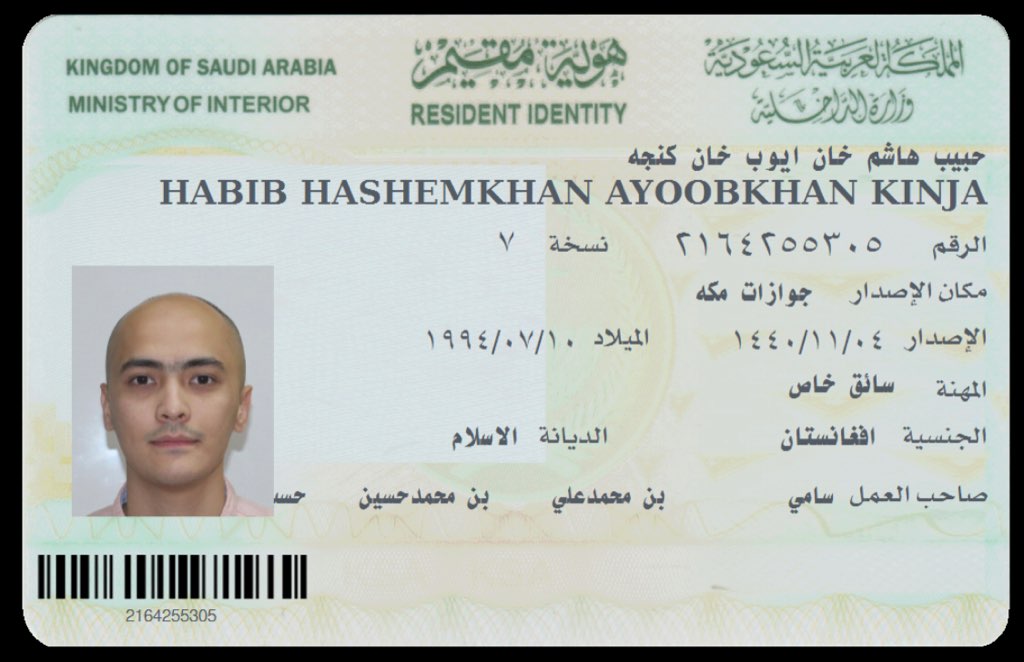 KINGDOM OF SAUDI ARABIA
MINISTRY OF INTERIOR
هوية مقيم
RESIDENT IDENTITY
المملكة العربية السعودية
وزارة الداخلية
حبيب هاشم خان ايوب خان كنجه
HABIB HASHEMKHAN AYOOBKHAN KINJA
الرقم ٢١٦٤٢٥٥٣٠٥ نسخة ٧
مكان الإصدار جوازات مكه
الإصدار ١٤٤٠/١١/٠٤ الميلاد ١٩٩٤/٠٧/١٠
المهنة سائق خاص
الجنسية افغانستان الديانة الاسلام
صاحب العمل سامي بن محمدعلي بن محمدحسين
2164255305